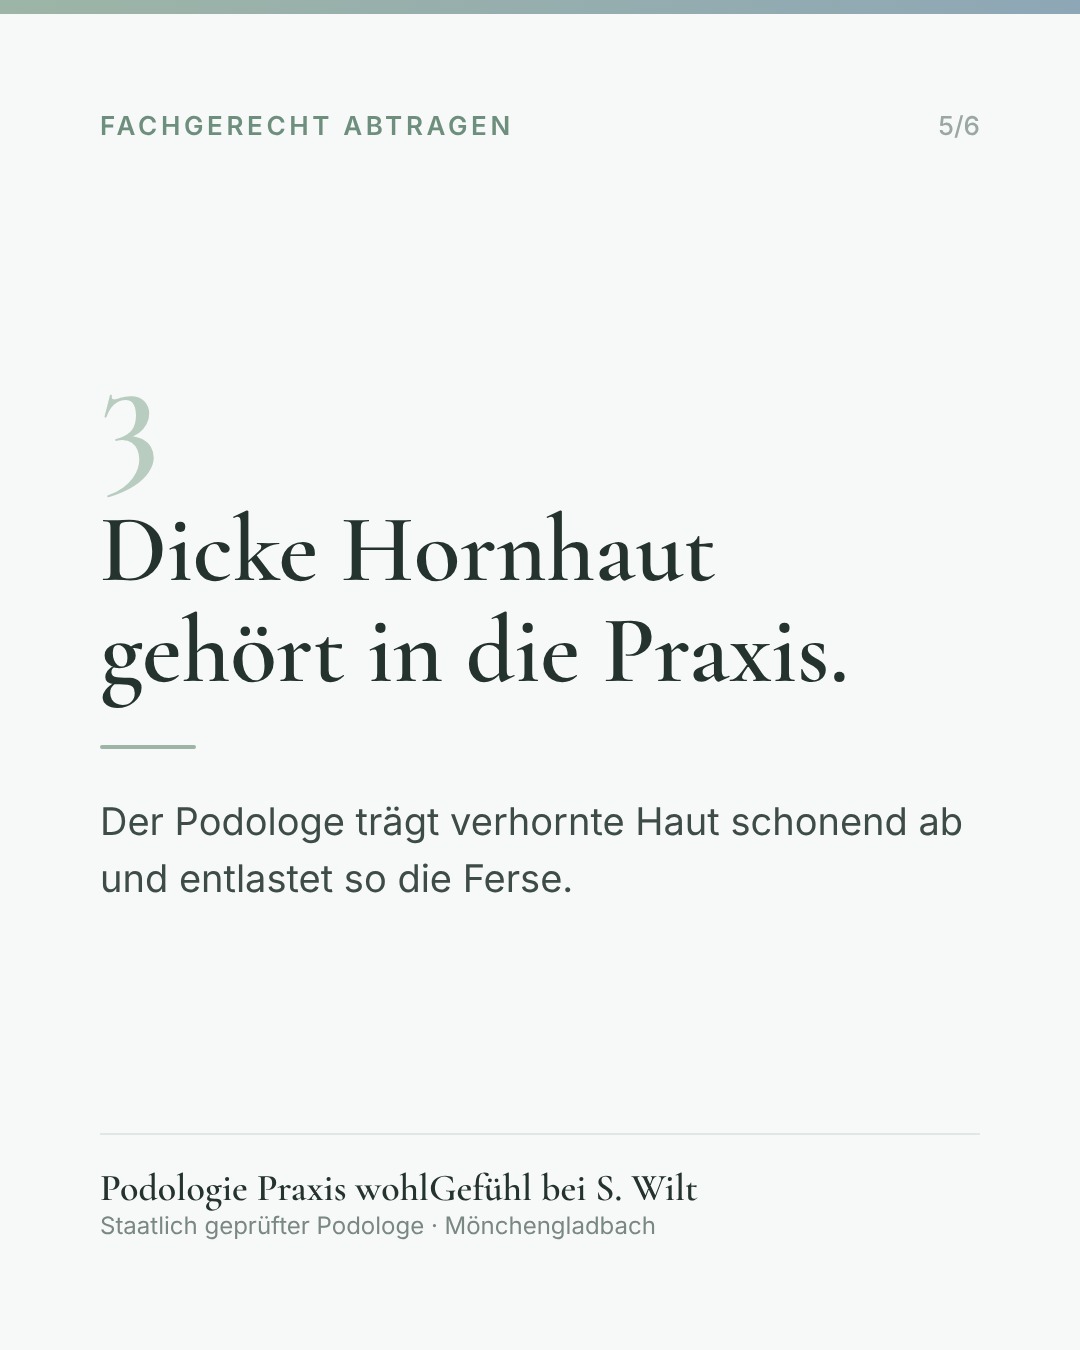 FACHGERECHT ABTRAGEN
5/6
3
Dicke Hornhaut
gehört in die Praxis.
Der Podologe trägt verhornte Haut schonend ab
und entlastet so die Ferse.
Podologie Praxis wohlGefühl bei S. Wilt
Staatlich geprüfter Podologe · Mönchengladbach